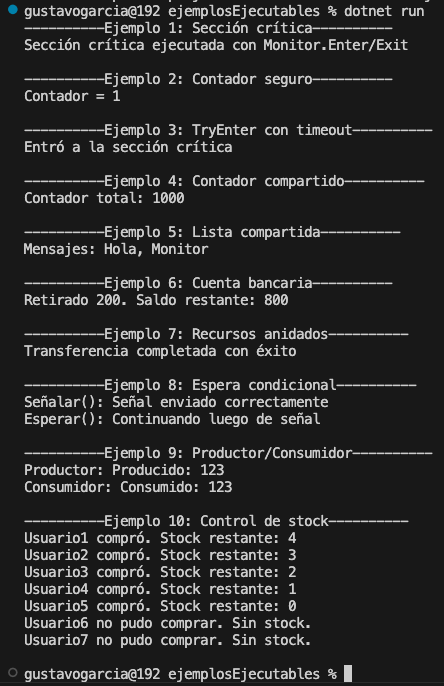 gustavogarcia@192 ejemplosEjecutables % dotnet run
----------Ejemplo 1: Sección crítica----------
Sección crítica ejecutada con Monitor.Enter/Exit
----------Ejemplo 2: Contador seguro----------
Contador = 1
----------Ejemplo 3: TryEnter con timeout----------
Entró a la sección crítica
----------Ejemplo 4: Contador compartido----------
Contador total: 1000
----------Ejemplo 5: Lista compartida----------
Mensajes: Hola, Monitor
----------Ejemplo 6: Cuenta bancaria----------
Retirado 200. Saldo restante: 800
----------Ejemplo 7: Recursos anidados----------
Transferencia completada con éxito
----------Ejemplo 8: Espera condicional----------
Señalar(): Señal enviado correctamente
Esperar(): Continuando luego de señal
----------Ejemplo 9: Productor/Consumidor----------
Productor: Producido: 123
Consumidor: Consumido: 123
----------Ejemplo 10: Control de stock----------
Usuario1 compró. Stock restante: 4
Usuario2 compró. Stock restante: 3
Usuario3 compró. Stock restante: 2
Usuario4 compró. Stock restante: 1
Usuario5 compró. Stock restante: 0
Usuario6 no pudo comprar. Sin stock.
Usuario7 no pudo comprar. Sin stock.
gustavogarcia@192 ejemplosEjecutables %